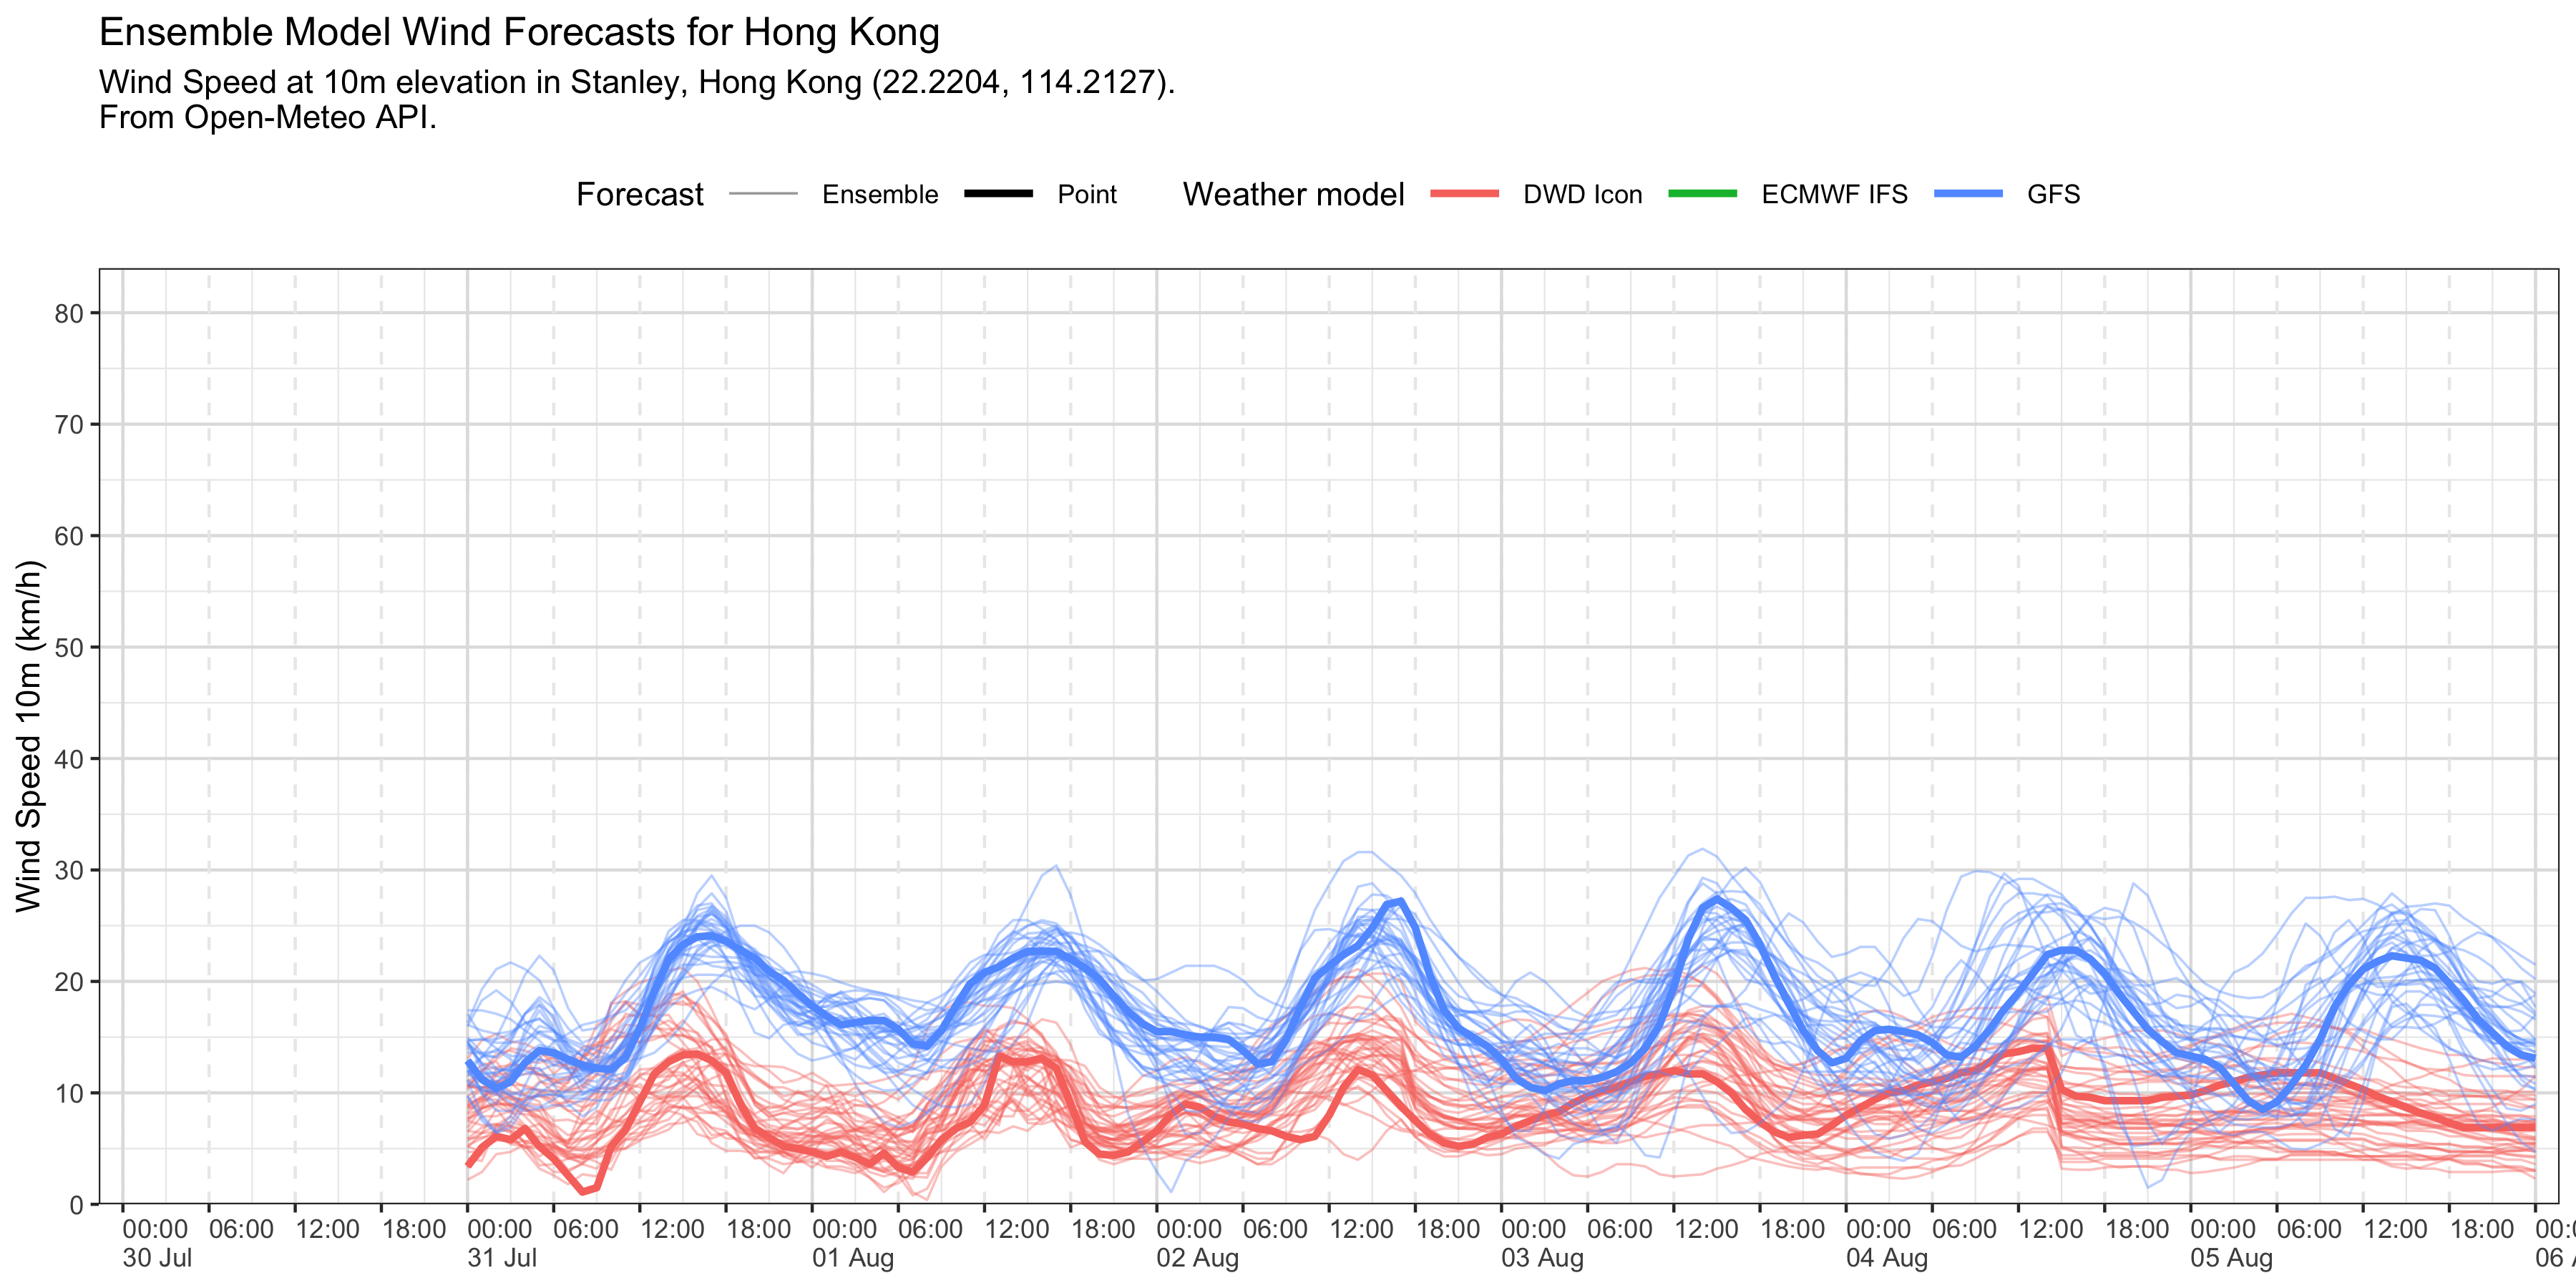 Ensemble Model Wind Forecasts for Hong Kong
Wind Speed at 10m elevation in Stanley, Hong Kong (22.2204, 114.2127).
From Open-Meteo API.
Forecast Ensemble Point Weather model DWD Icon ECMWF IFS GFS
Wind Speed 10m (km/h)
80
70
60
50
40
30
20
10
0
00:00 06:00 12:00 18:00 00:00 06:00 12:00 18:00 00:00 06:00 12:00 18:00 00:00 06:00 12:00 18:00 00:00 06:00 12:00 18:00 00:00 06:00 12:00 18:00 00:00 06:00 12:00 18:00
30 Jul 31 Jul 01 Aug 02 Aug 03 Aug 04 Aug 05 Aug 06